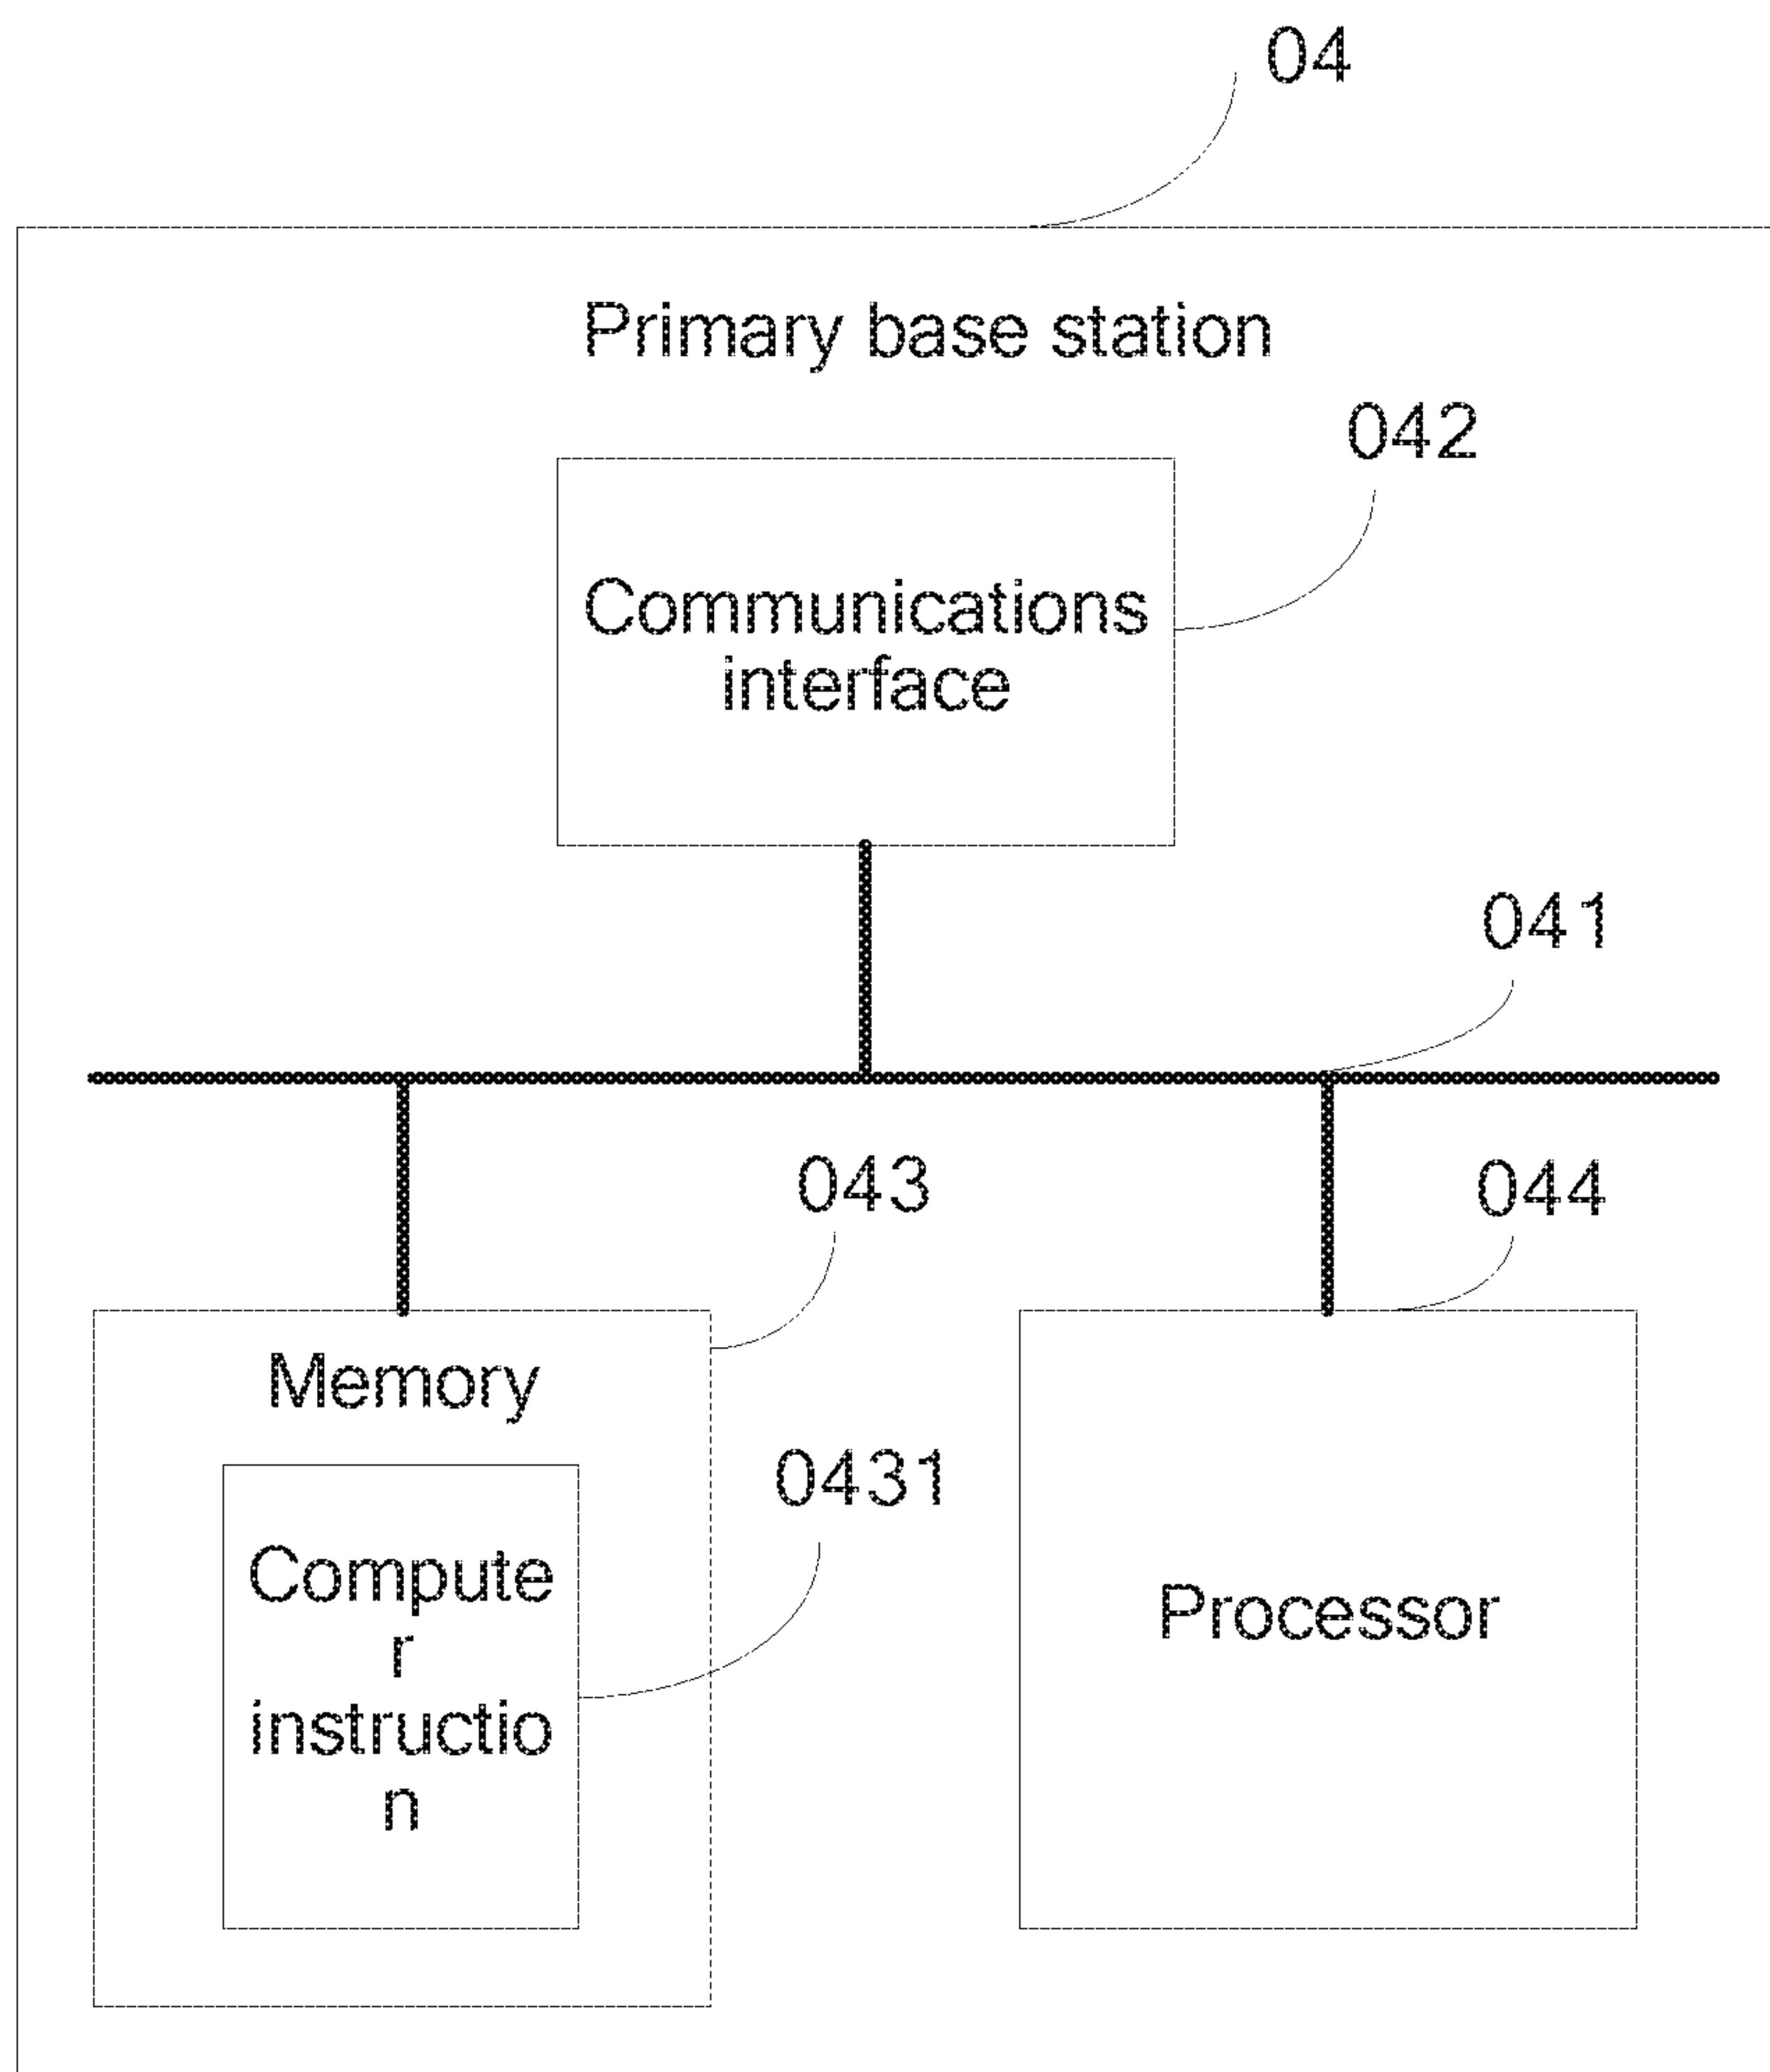 04
Primary base station
042
Communications
interface
041
043
044
Memory
0431
Compute
r
instructio
n
Processor